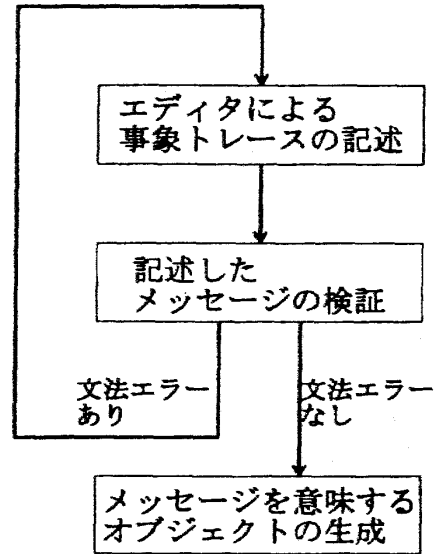 エディタによる
事象トレースの記述
記述した
メッセージの検証
文法エラー
あり
文法エラー
なし
メッセージを意味する
オブジェクトの生成